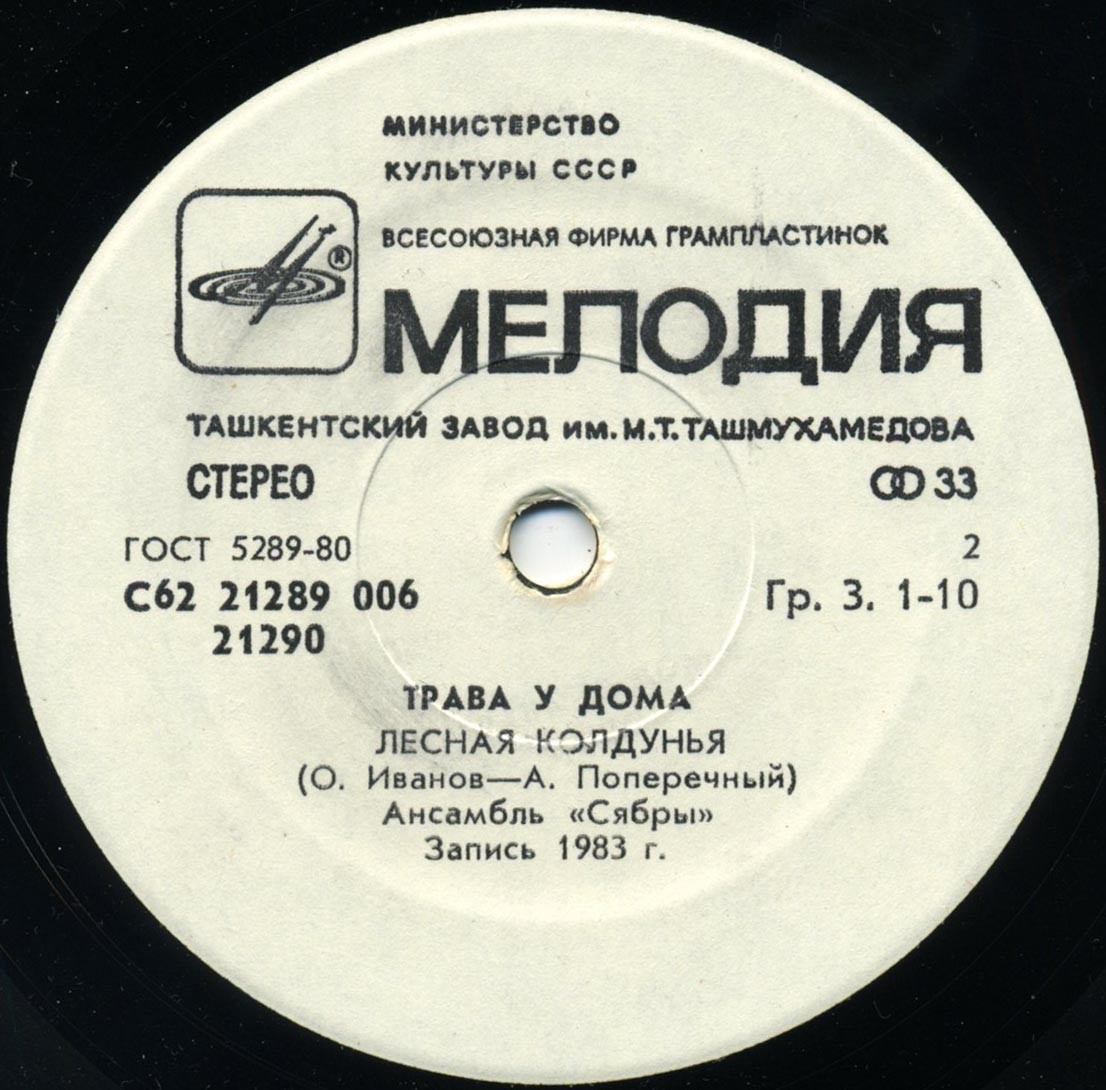 МИНИСТЕРСТВО
КУЛЬТУРЫ СССР
ВСЕСОЮЗНАЯ ФИРМА ГРАМПЛАСТИНОК
®
МЕЛОДИЯ
ТАШКЕНТСКИЙ ЗАВОД им. М.Т. ТАШМУХАМЕДОВА
СТЕРЕО 33
ГОСТ 5289-80 2
С62 21289 006 Гр. 3. 1-10
21290
ТРАВА У ДОМА
ЛЕСНАЯ КОЛДУНЬЯ
(О. Иванов—А. Поперечный)
Ансамбль «Сябры»
Запись 1983 г.